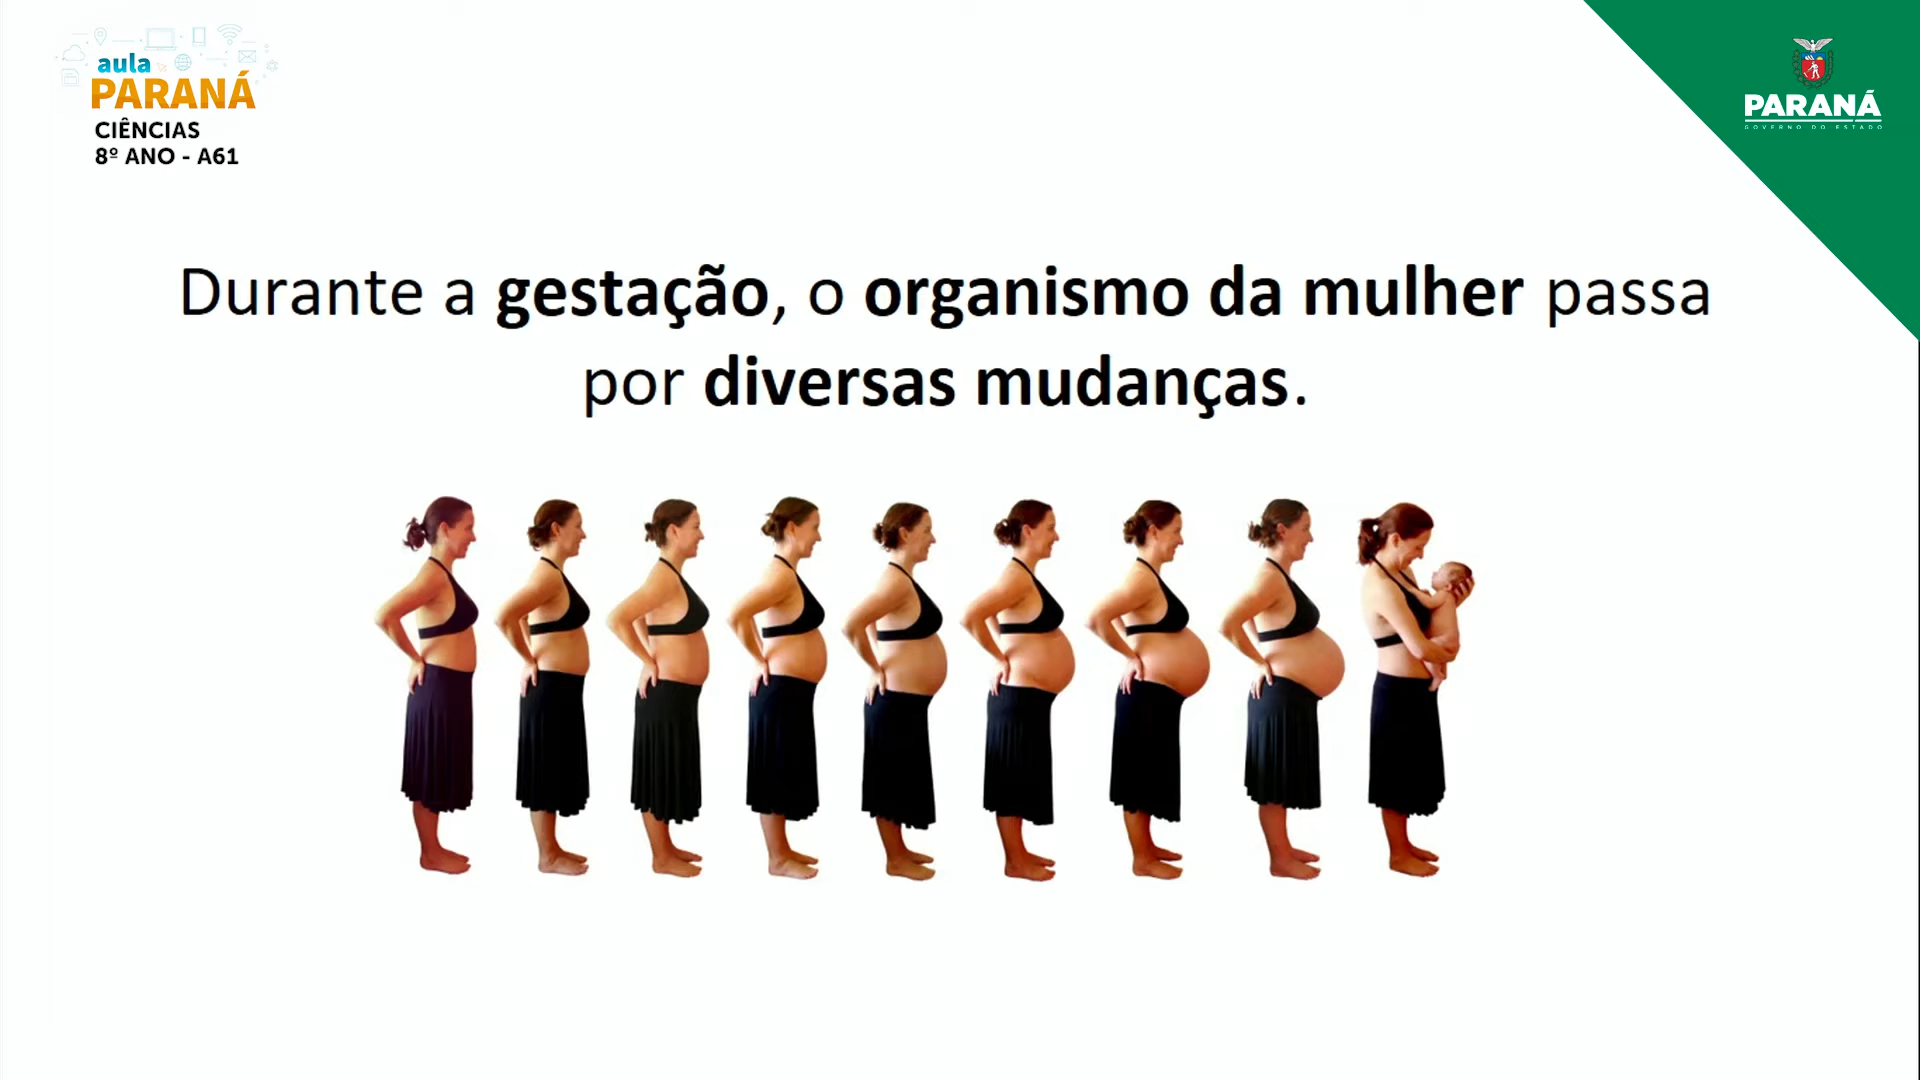 aula
PARANÁ
CIÊNCIAS
8º ANO - A61
PARANÁ
GOVERNO DO ESTADO
Durante a gestação, o organismo da mulher passa
por diversas mudanças.